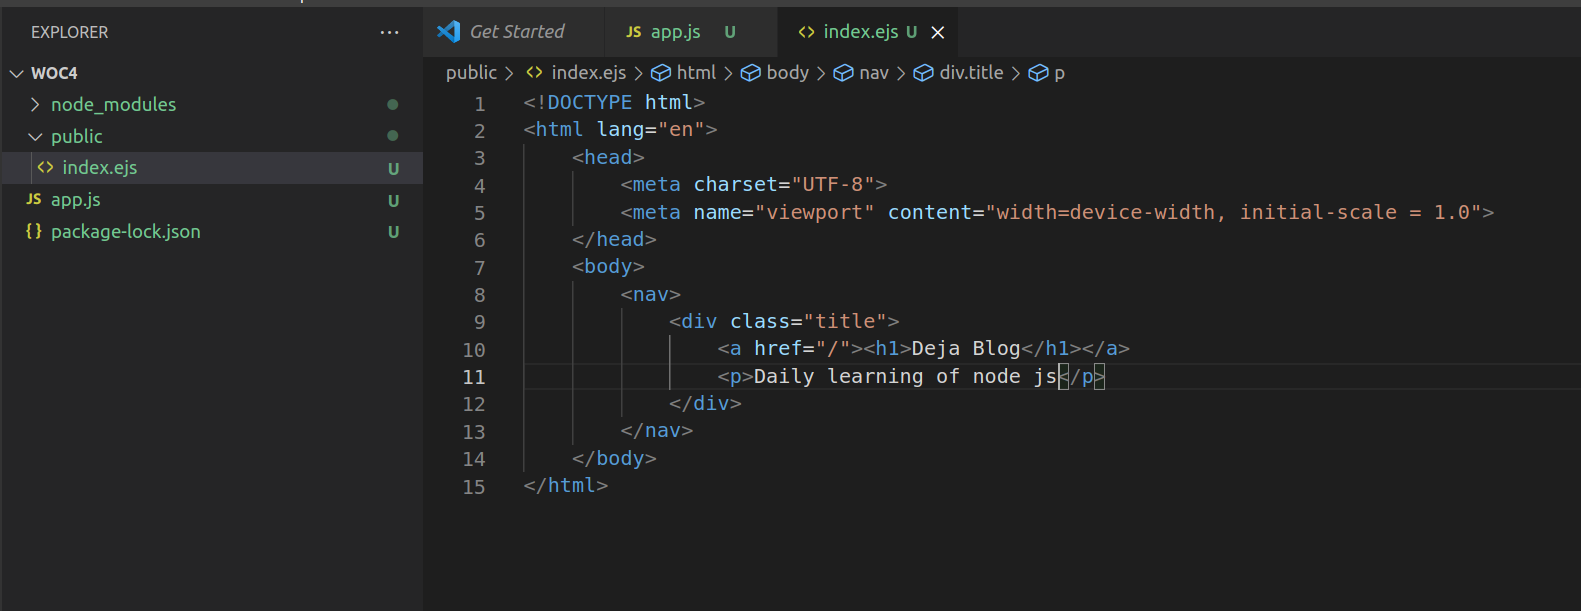 EXPLORER ···
WOC4
node_modules
public
index.ejs U
JS app.js U
{} package-lock.json U
Get Started JS app.js U <> index.ejs U ×
public > <> index.ejs > html > body > nav > div.title > p
1 <!DOCTYPE html>
2 <html lang="en">
3 <head>
4 <meta charset="UTF-8">
5 <meta name="viewport" content="width=device-width, initial-scale = 1.0">
6 </head>
7 <body>
8 <nav>
9 <div class="title">
10 <a href="/"><h1>Deja Blog</h1></a>
11 <p>Daily learning of node js</p>
12 </div>
13 </nav>
14 </body>
15 </html>